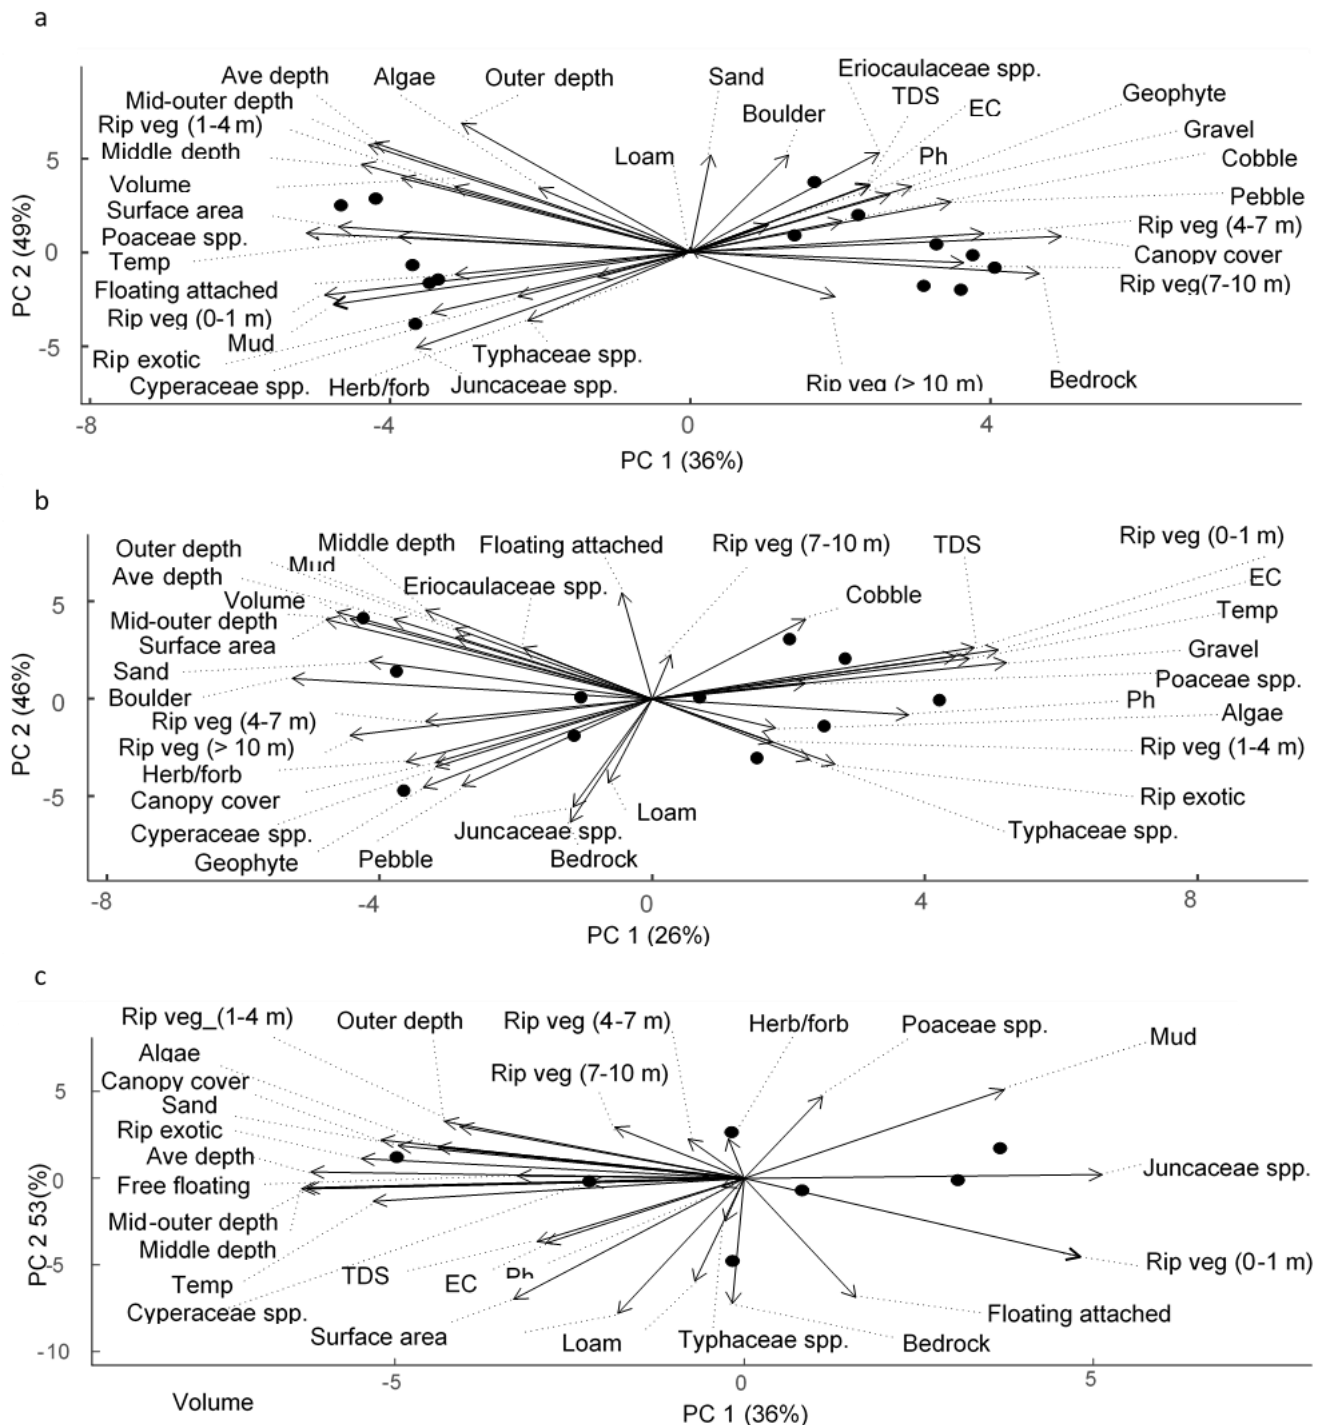 a
Ave depth
Algae
Outer depth
Sand
Eriocaulaceae spp.
Mid-outer depth
Boulder
TDS
EC
Geophyte
Rip veg (1-4 m)
Gravel
Middle depth
Loam
Ph
Cobble
Volume
Pebble
Surface area
Rip veg (4-7 m)
Poaceae spp.
Canopy cover
Temp
Rip veg(7-10 m)
Floating attached
Rip veg (0-1 m)
Mud
Rip exotic
Typhaceae spp.
Cyperaceae spp.
Herb/forb
Juncaceae spp.
Rip veg (> 10 m)
Bedrock
5
0
-5
PC 2 (49%)
-8
-4
0
4
PC 1 (36%)
b
Outer depth
Middle depth
Floating attached
Rip veg (7-10 m)
TDS
Rip veg (0-1 m)
Mud
Ave depth
Eriocaulaceae spp.
EC
Volume
Cobble
Temp
Mid-outer depth
Surface area
Gravel
Sand
Poaceae spp.
Boulder
Ph
Rip veg (4-7 m)
Algae
Rip veg (> 10 m)
Rip veg (1-4 m)
Herb/forb
Canopy cover
Rip exotic
Cyperaceae spp.
Juncaceae spp.
Loam
Typhaceae spp.
Geophyte
Pebble
Bedrock
5
0
-5
PC 2 (46%)
-8
-4
0
4
8
PC 1 (26%)
c
Rip veg_(1-4 m)
Outer depth
Rip veg (4-7 m)
Herb/forb
Poaceae spp.
Mud
Algae
Rip veg (7-10 m)
Canopy cover
Sand
Rip exotic
Ave depth
Juncaceae spp.
Free floating
Mid-outer depth
Middle depth
Rip veg (0-1 m)
Temp
TDS
EC
Ph
Cyperaceae spp.
Floating attached
Surface area
Loam
Typhaceae spp.
Bedrock
5
0
-5
-10
PC 2 53(%)
-5
0
5
Volume
PC 1 (36%)